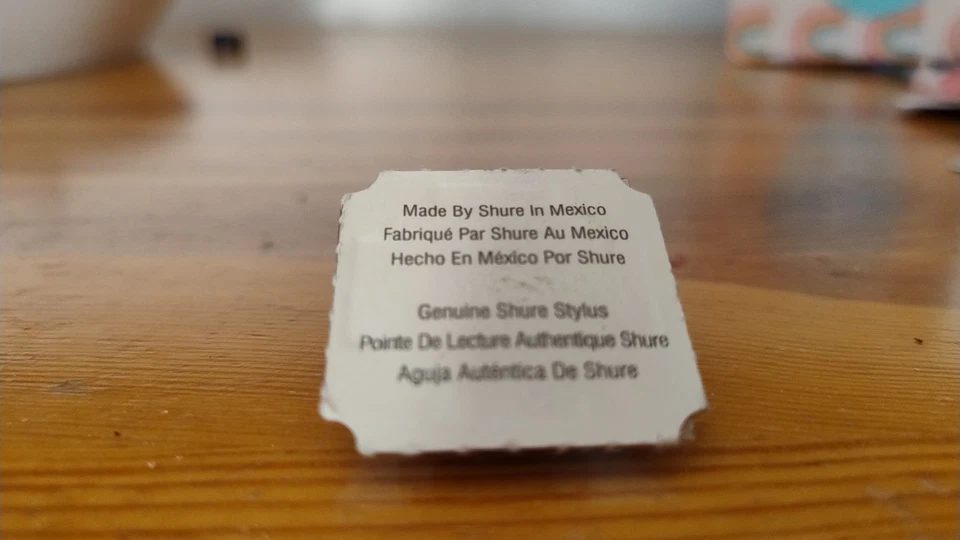 Made By Shure In Mexico
Fabriqué Par Shure Au Mexico
Hecho En México Por Shure
Genuine Shure Stylus
Pointe De Lecture Authentique Shure
Aguja Auténtica De Shure